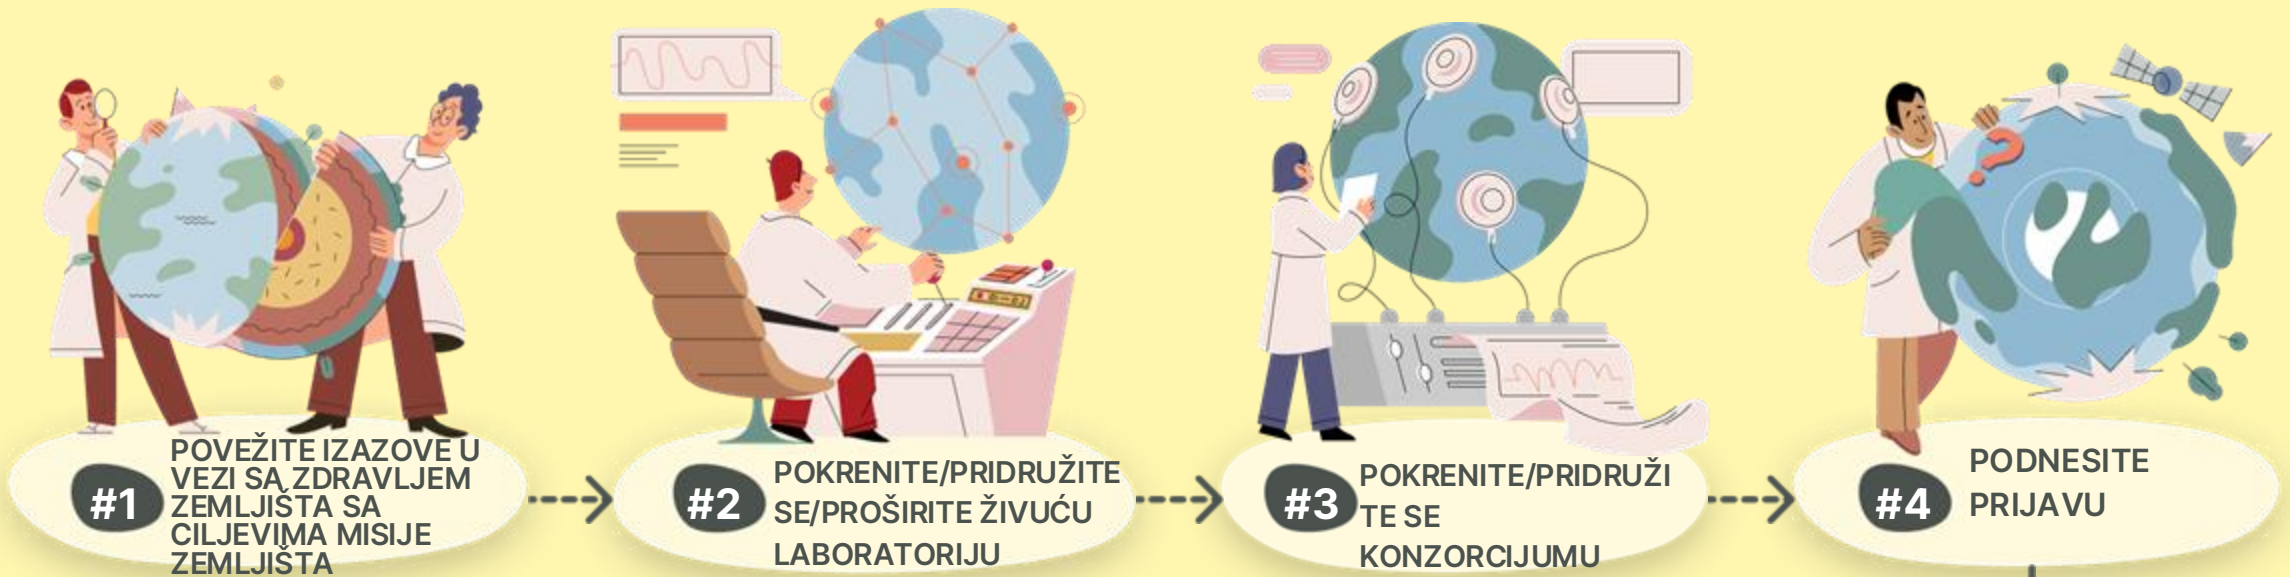 #1
POVEŽITE IZAZOVE U
VEZI SA ZDRAVLJEM
ZEMLJIŠTA SA
CILJEVIMA MISIJE
ZEMLJIŠTA
#2
POKRENITE/PRIDRUŽITE
SE/PROŠIRITE ŽIVUĆU
LABORATORIJU
#3
POKRENITE/PRIDRUŽI
TE SE
KONZORCIJUMU
#4
PODNESITE
PRIJAVU